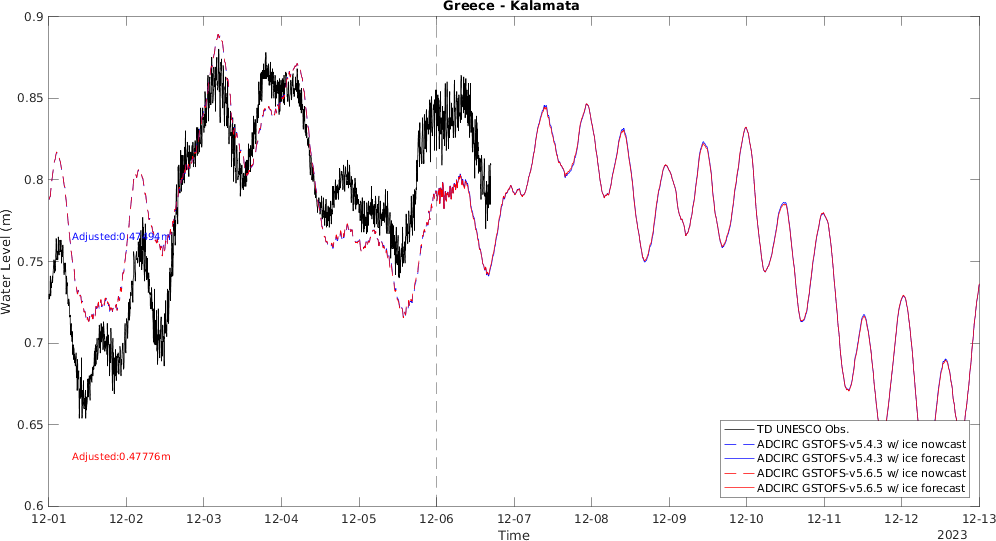 Greece - Kalamata
Water Level (m)
0.9
0.85
0.8
0.75
0.7
0.65
0.6
Adjusted:0.47494m
Adjusted:0.47776m
TD UNESCO Obs.
ADCIRC GSTOFS-v5.4.3 w/ ice nowcast
ADCIRC GSTOFS-v5.4.3 w/ ice forecast
ADCIRC GSTOFS-v5.6.5 w/ ice nowcast
ADCIRC GSTOFS-v5.6.5 w/ ice forecast
12-01 12-02 12-03 12-04 12-05 12-06 12-07 12-08 12-09 12-10 12-11 12-12 12-13
Time
2023